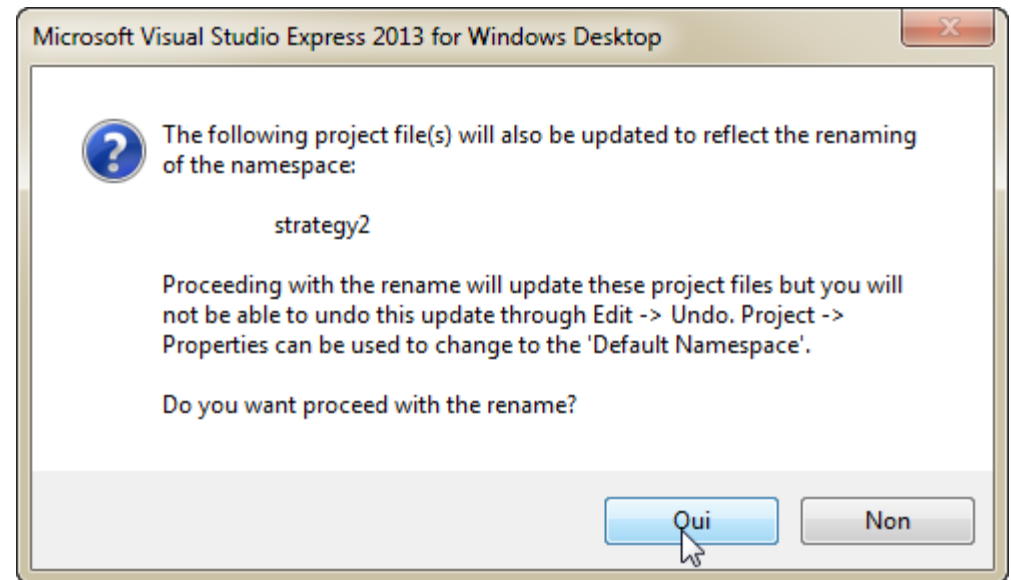 Microsoft Visual Studio Express 2013 for Windows Desktop
The following project file(s) will also be updated to reflect the renaming
of the namespace:
strategy2
Proceeding with the rename will update these project files but you will
not be able to undo this update through Edit -> Undo. Project ->
Properties can be used to change to the 'Default Namespace'.
Do you want proceed with the rename?
Oui
Non